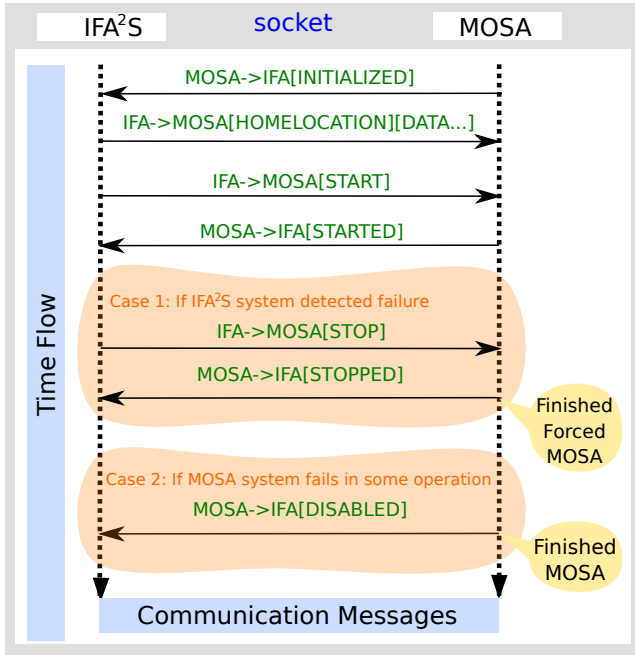 IFA²S socket MOSA
MOSA->IFA[INITIALIZED]
IFA->MOSA[HOMELOCATION][DATA...]
IFA->MOSA[START]
MOSA->IFA[STARTED]
Case 1: If IFA²S system detected failure
IFA->MOSA[STOP]
MOSA->IFA[STOPPED]
Finished
Forced
MOSA
Case 2: If MOSA system fails in some operation
MOSA->IFA[DISABLED]
Finished
MOSA
Time Flow
Communication Messages